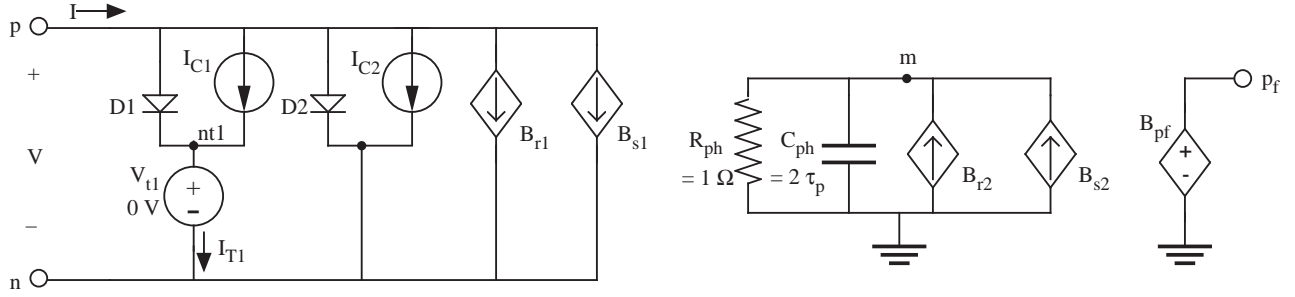 I
p
+
V
–
n
D1
I_C1
nt1
V_t1
0 V
+
-
I_T1
D2
I_C2
B_r1
B_s1
m
R_ph
= 1 Ω
C_ph
= 2 τ_p
B_r2
B_s2
B_pf
+
-
p_f